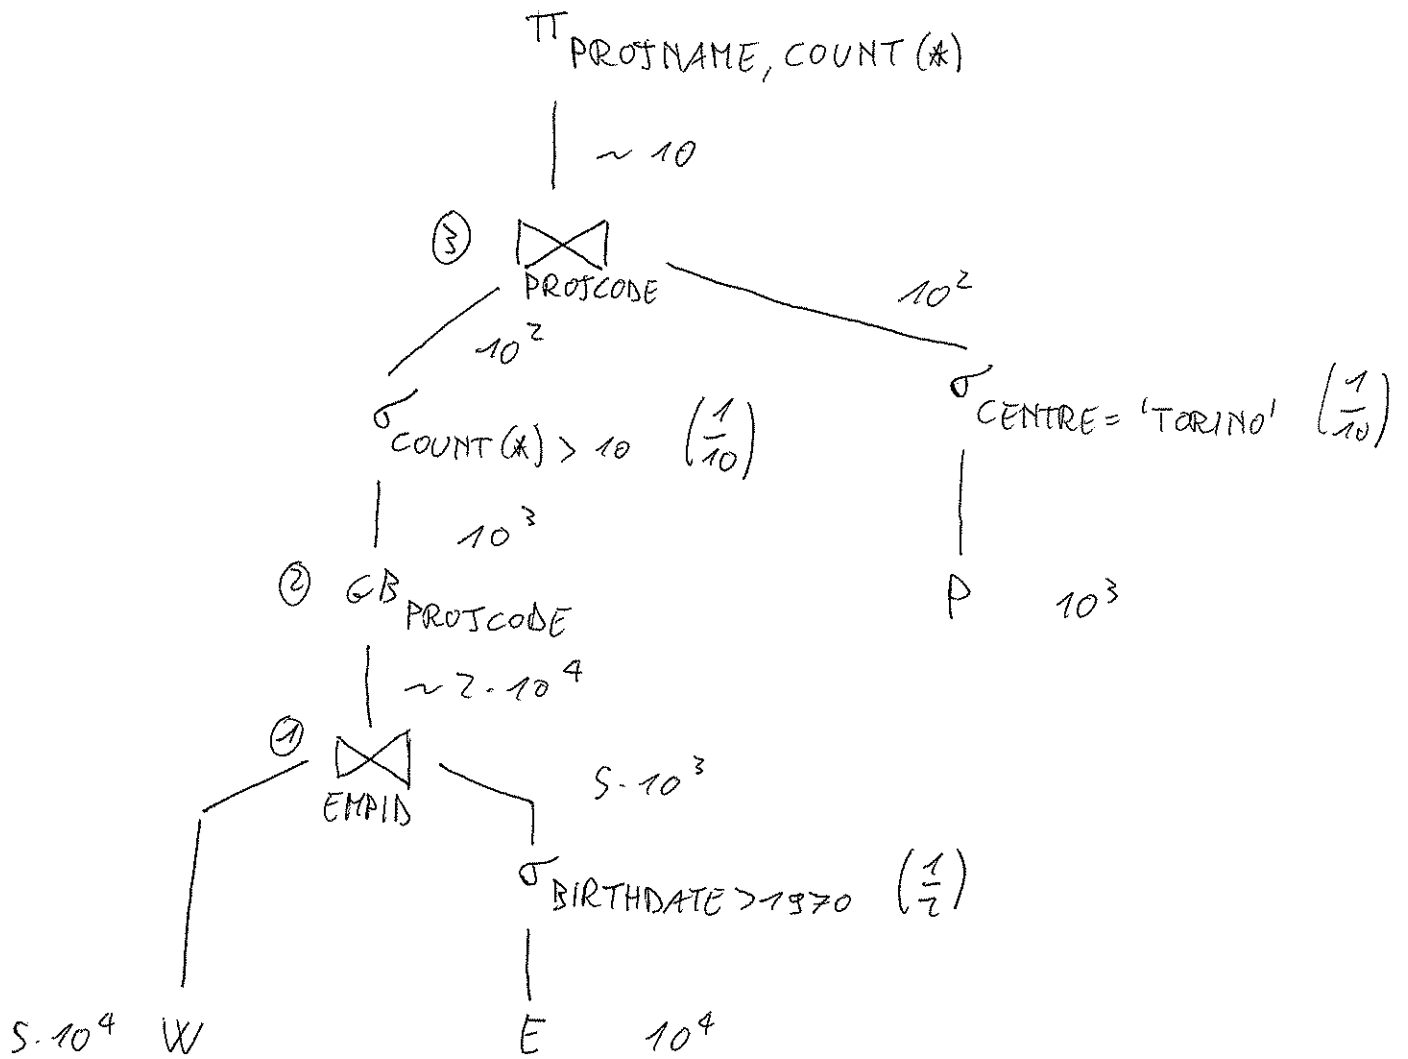 π PROJNAME, COUNT(*)
~ 10
③
PROJCODE
10²
10²
σ COUNT(*) > 10 (1/10)
σ CENTRE = 'TORINO' (1/10)
10³
② GB PROJCODE
P 10³
~ 2·10⁴
①
EMPID
5·10³
σ BIRTHDATE > 1970 (1/2)
5·10⁴ W E 10⁴